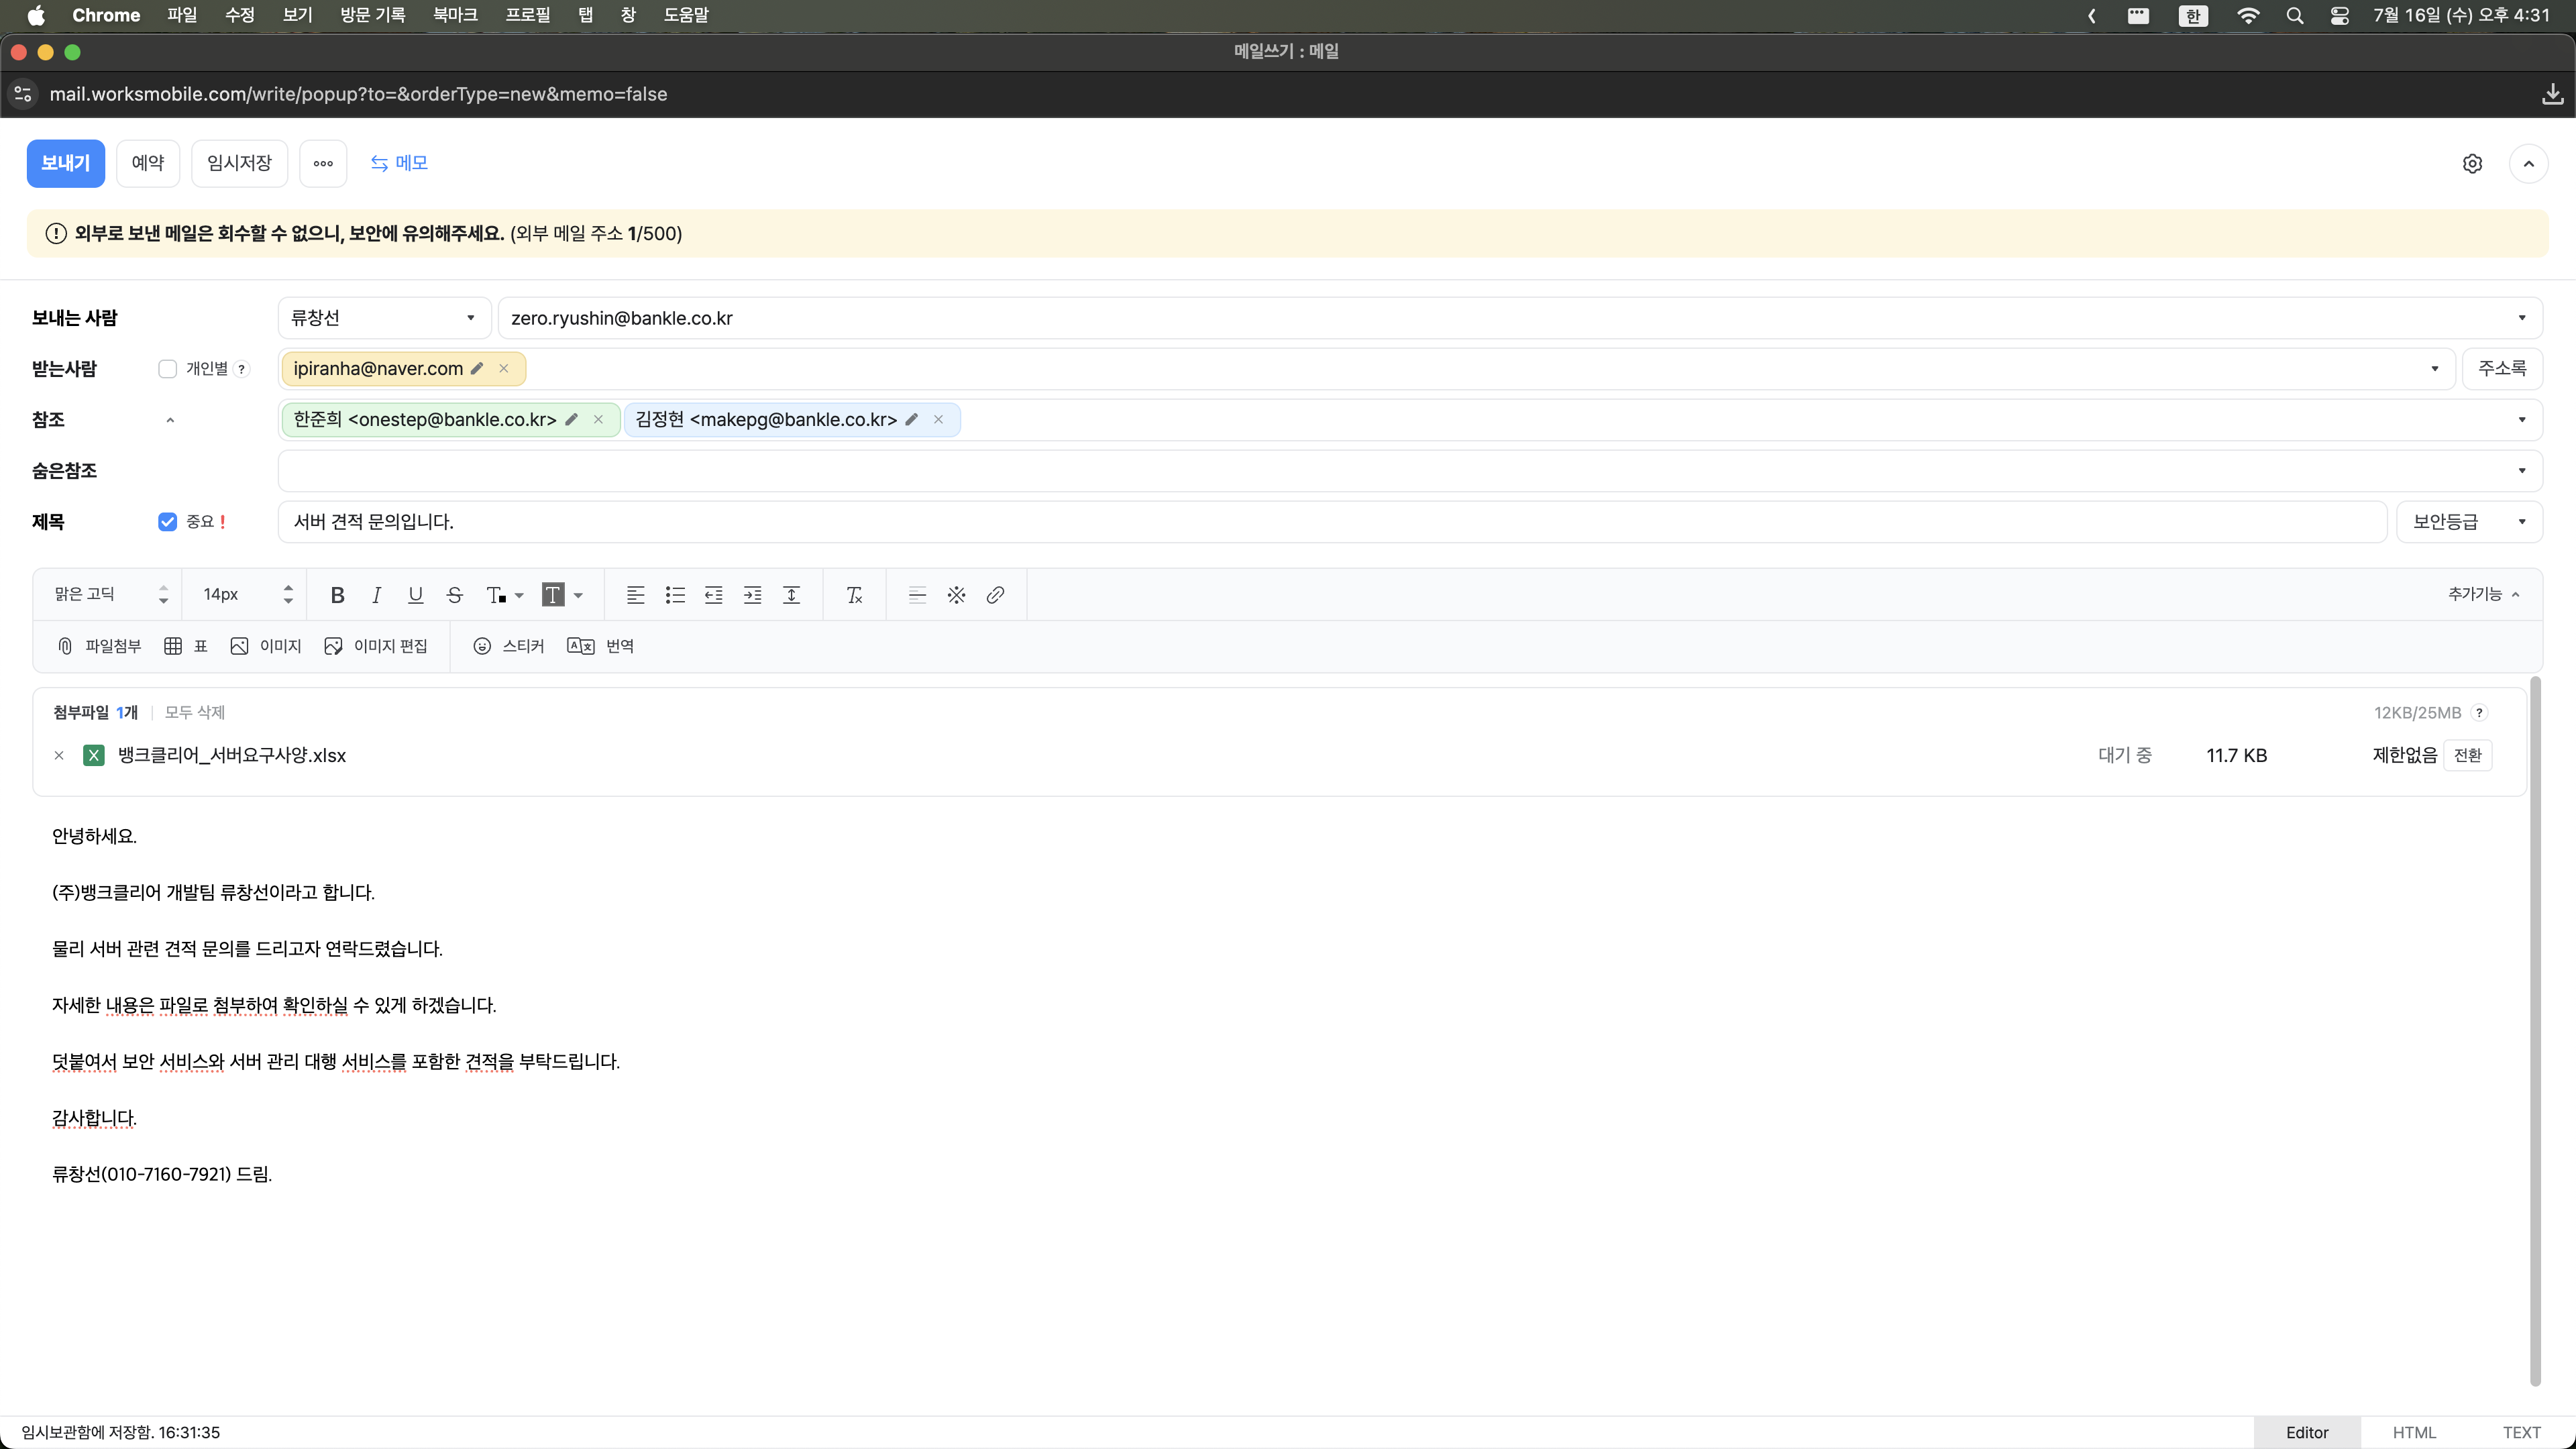 Chrome 파일 수정 보기 방문 기록 북마크 프로필 탭 창 도움말 한 7월 16일 (수) 오후 4:31
메일쓰기 : 메일
mail.worksmobile.com/write/popup?to=&orderType=new&memo=false
보내기 예약 임시저장 메모
외부로 보낸 메일은 회수할 수 없으니, 보안에 유의해주세요. (외부 메일 주소 1/500)
보내는 사람 류창선 zero.ryushin@bankle.co.kr
받는사람 개인별 ? ipiranha@naver.com 주소록
참조 한준희 <onestep@bankle.co.kr> 김정현 <makepg@bankle.co.kr>
숨은참조
제목 중요! 서버 견적 문의입니다. 보안등급
맑은 고딕 14px B I U S T T 추가기능
파일첨부 표 이미지 이미지 편집 스티커 번역
첨부파일 1개 모두 삭제 12KB/25MB ?
X 뱅크클리어_서버요구사양.xlsx 대기 중 11.7 KB 제한없음 전환
안녕하세요.
(주)뱅크클리어 개발팀 류창선이라고 합니다.
물리 서버 관련 견적 문의를 드리고자 연락드렸습니다.
자세한 내용은 파일로 첨부하여 확인하실 수 있게 하겠습니다.
덧붙여서 보안 서비스와 서버 관리 대행 서비스를 포함한 견적을 부탁드립니다.
감사합니다.
류창선(010-7160-7921) 드림.
임시보관함에 저장함. 16:31:35 Editor HTML TEXT